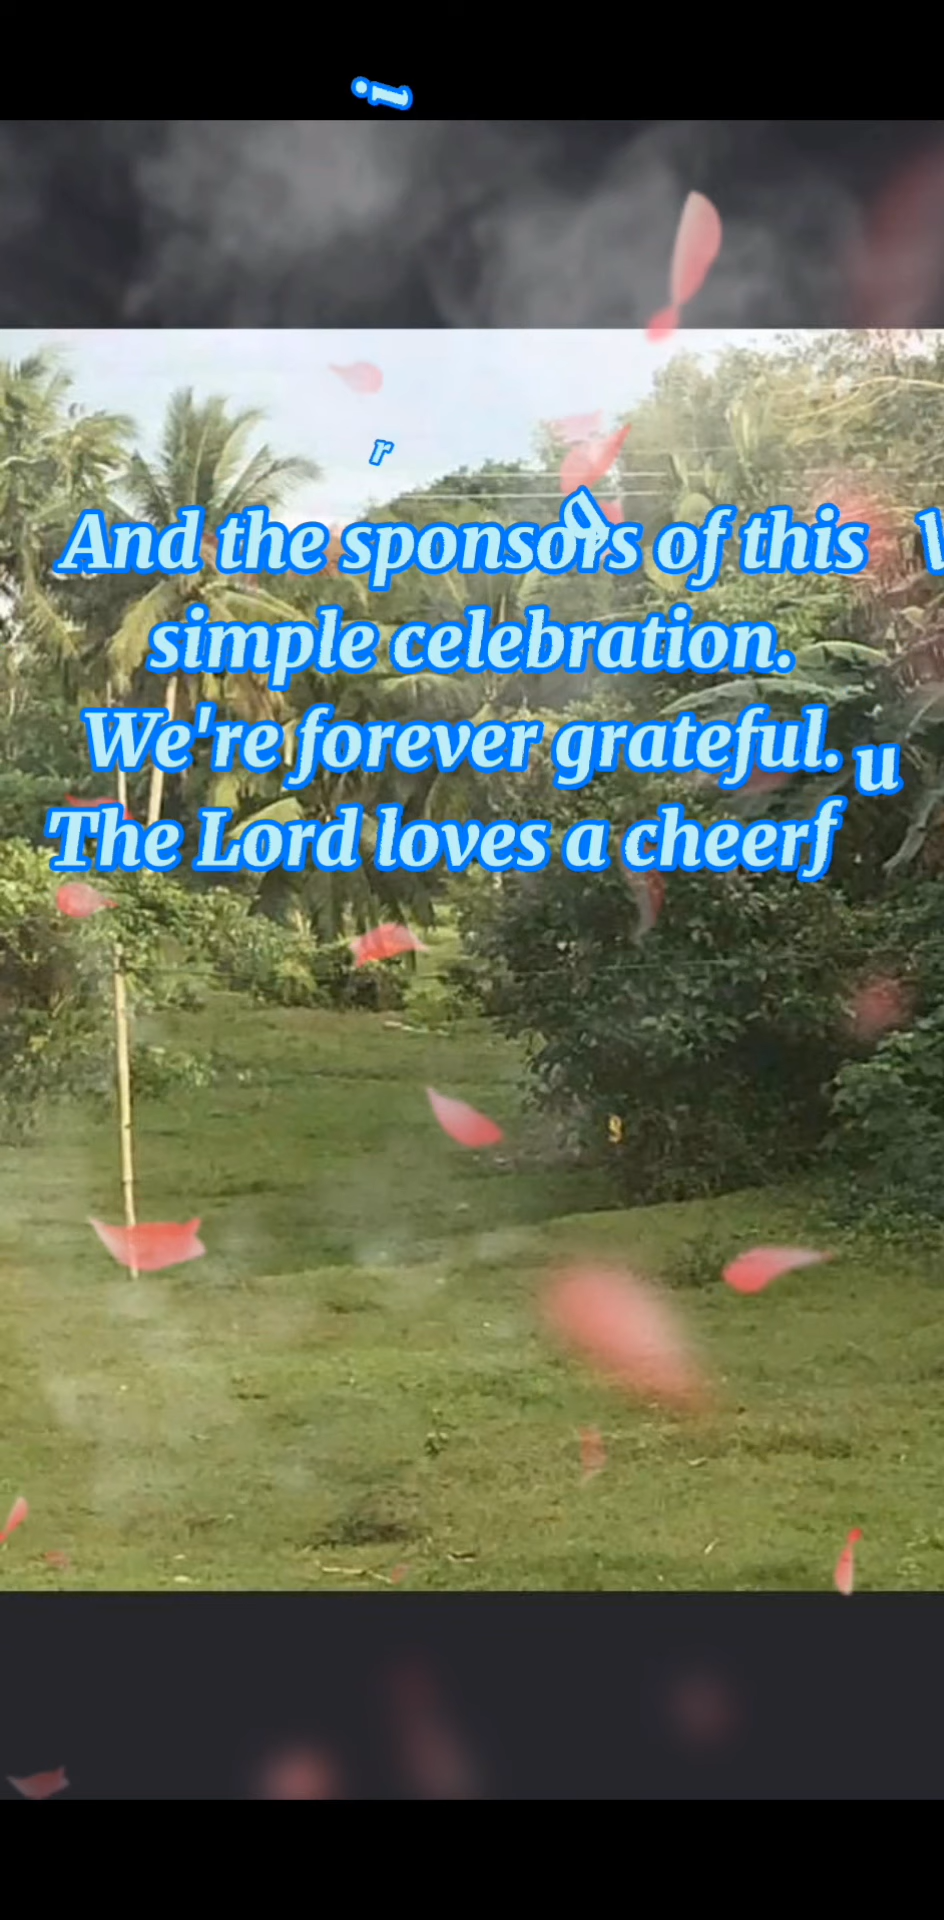 And the sponsors of this
simple celebration.
We're forever grateful.
The Lord loves a cheerf
u